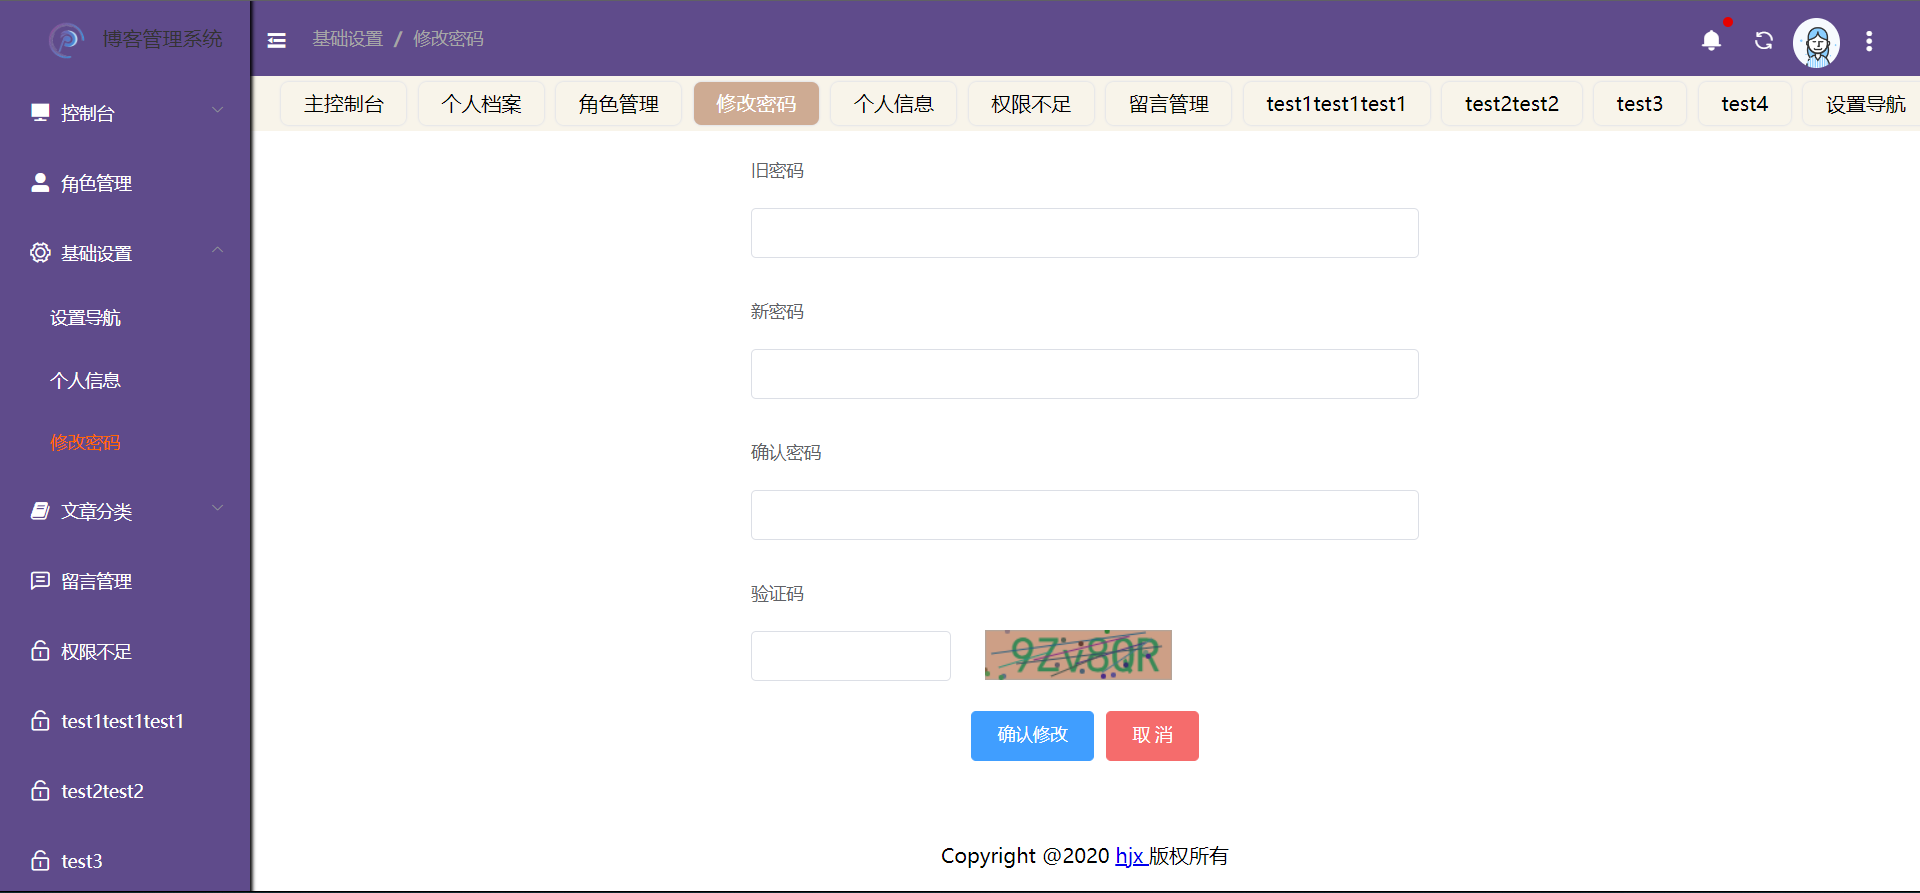 博客管理系统
基础设置 / 修改密码
控制台
角色管理
基础设置
设置导航
个人信息
修改密码
文章分类
留言管理
权限不足
test1test1test1
test2test2
test3
主控制台 个人档案 角色管理 修改密码 个人信息 权限不足 留言管理 test1test1test1 test2test2 test3 test4 设置导航
旧密码
新密码
确认密码
验证码
9Zv8QR
确认修改 取 消
Copyright @2020 hjx 版权所有